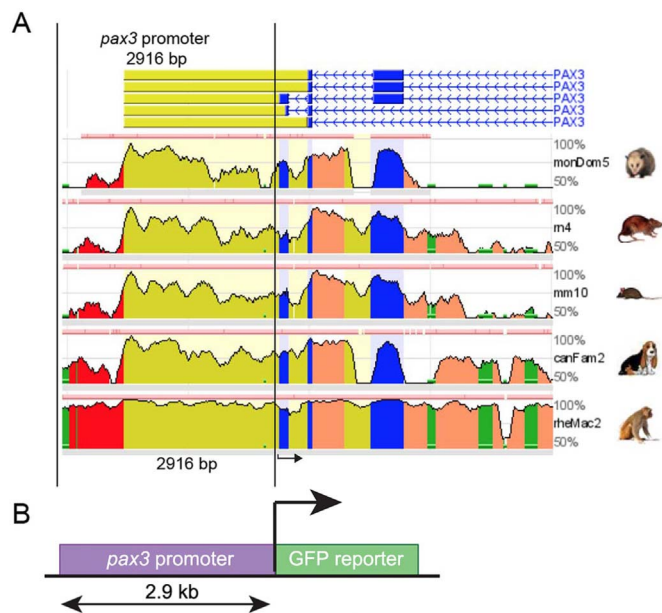 A
pax3 promoter
2916 bp
PAX3
PAX3
PAX3
PAX3
PAX3
100%
monDom5
50%
100%
rn4
50%
100%
mm10
50%
100%
canFam2
50%
100%
rheMac2
50%
2916 bp
B
pax3 promoter
GFP reporter
2.9 kb